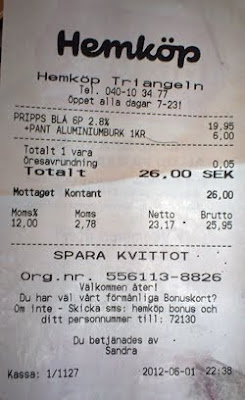 Hemköp
Hemköp Triangeln
Tel. 040-10 34 77
Öppet alla dagar 7-23!
PRIPPS BLÅ 6P 2.8% 19,95
+PANT ALUMINIUMBURK 1KR 6,00
Totalt 1 vara
Öresavrundning 0,05
Totalt 26,00 SEK
Mottaget Kontant 26,00
Moms% Moms Netto Brutto
12,00 2,78 23,17 25,95
SPARA KVITTOT
Org.nr. 556113-8826
Välkommen åter!
Du har väl vårt förmånliga Bonuskort?
Om inte - Skicka sms: hemköp bonus och
ditt personnummer till: 72130
Du betjänades av
Sandra
Kassa: 1/1127 2012-06-01 22:38